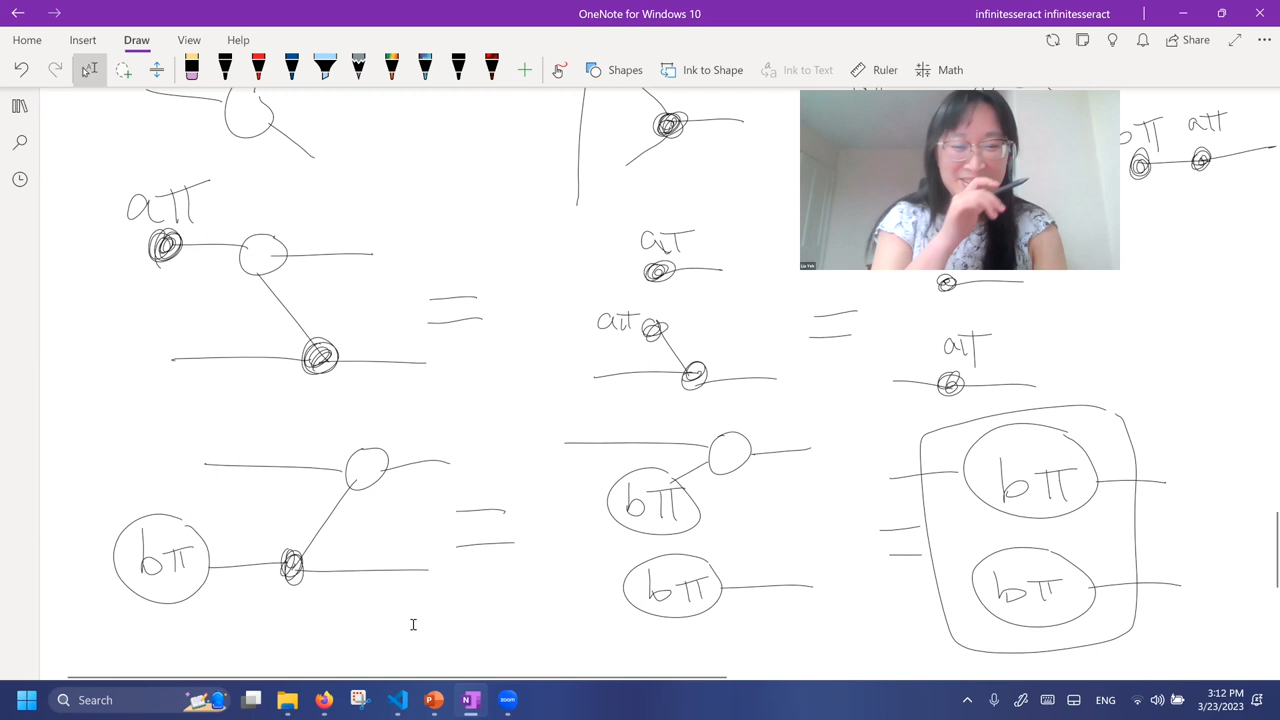 OneNote for Windows 10
infinitesseract infinitesseract
Home Insert Draw View Help
Share
Shapes Ink to Shape Ink to Text Ruler Math
bπ aπ
aπ
aπ
aπ
aπ
bπ
bπ
bπ
bπ
bπ
Search
ENG
3:12 PM
3/23/2023